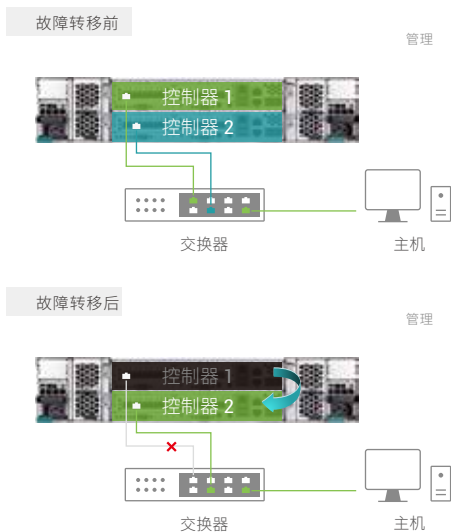 故障转移前
管理
控制器 1
控制器 2
交换器
主机
故障转移后
管理
控制器 1
控制器 2
交换器
主机